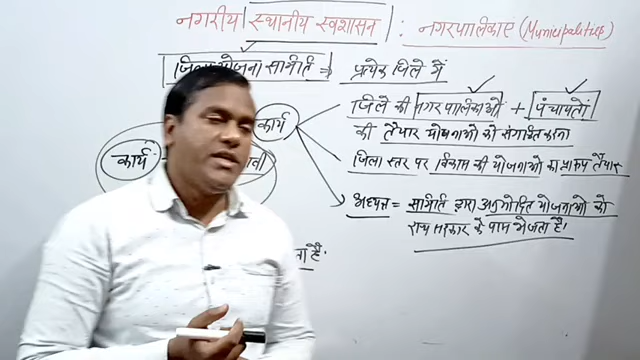 नगरीय स्थानीय स्वशासन : नगरपालिकाएं (Municipalities)
जिला योजना समिति ⇒ प्रत्येक जिले में
कार्य
जिले की नगरपालिकाओं + पंचायतों
की तैयार योजनाओं को संगठित करना
कार्य
जिला स्तर पर विकास की योजनाओं का प्रारूप तैयार
अध्यक्ष = समिति द्वारा अनुमोदित योजनाओं को
राज्य सरकार के पास भेजता है।
है।